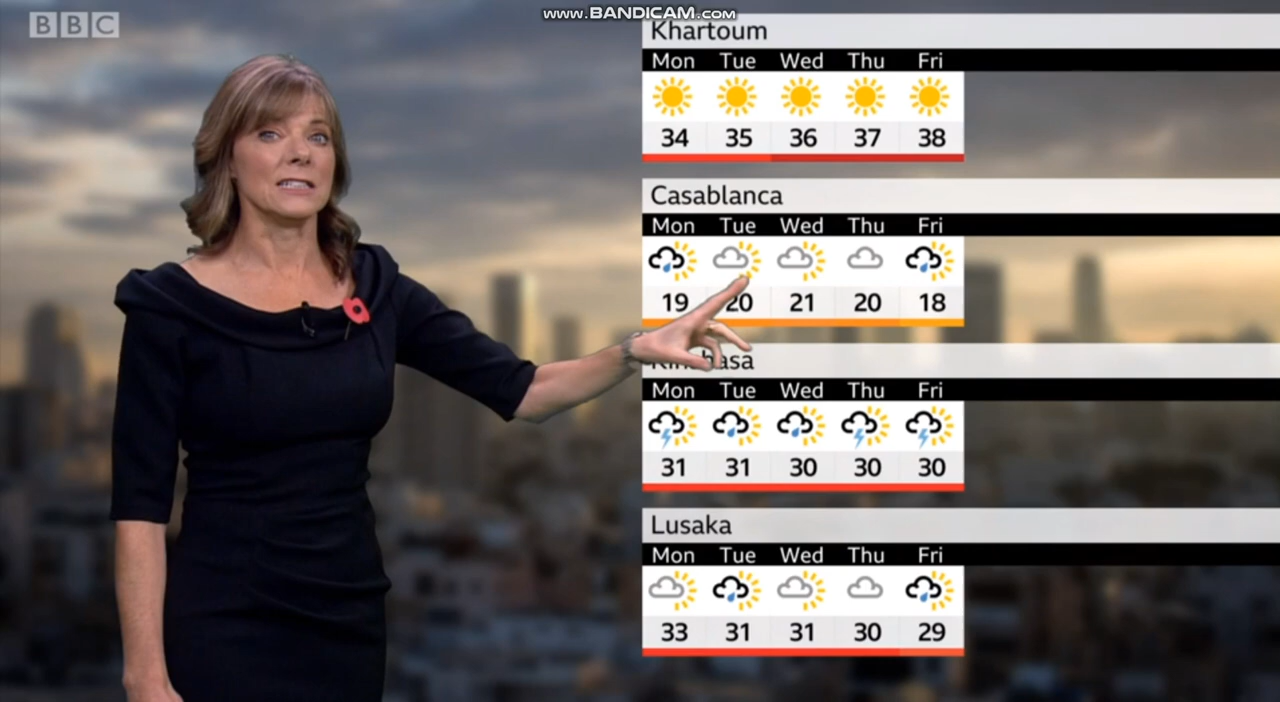 BBC
www.BANDICAM.com
Khartoum
Mon Tue Wed Thu Fri
34 35 36 37 38
Casablanca
Mon Tue Wed Thu Fri
19 20 21 20 18
Mon Tue Wed Thu Fri
31 31 30 30 30
Lusaka
Mon Tue Wed Thu Fri
33 31 31 30 29